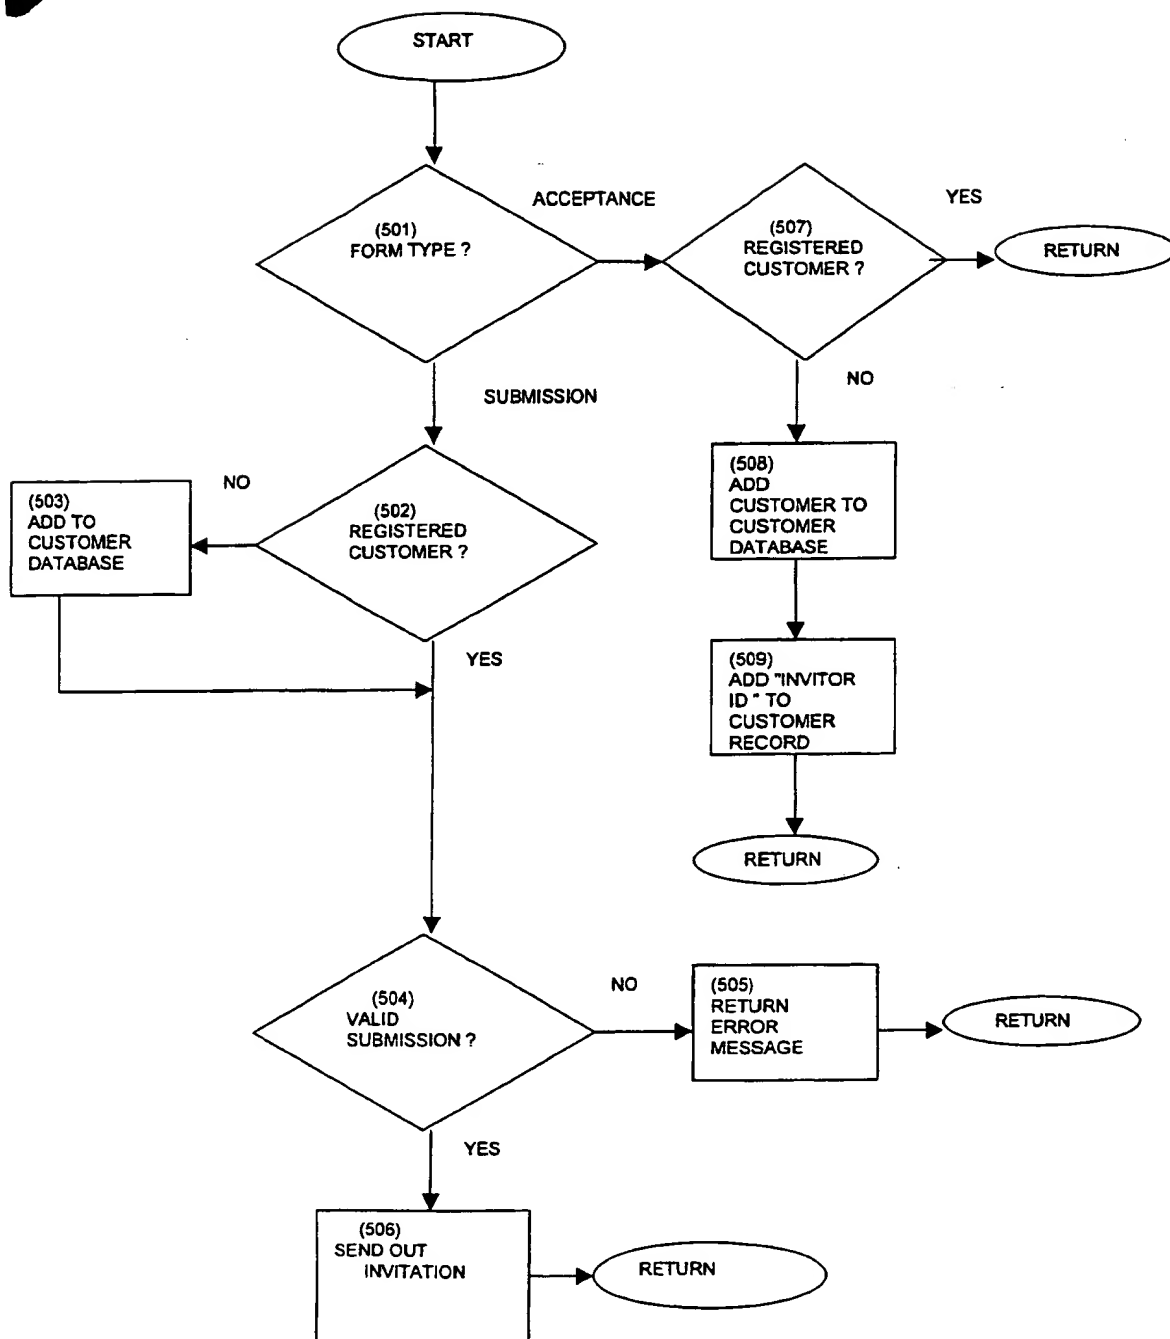 START
ACCEPTANCE
YES
(501)
FORM TYPE ?
(507)
REGISTERED
CUSTOMER ?
RETURN
SUBMISSION
NO
(508)
ADD
CUSTOMER TO
CUSTOMER
DATABASE
NO
(503)
ADD TO
CUSTOMER
DATABASE
(502)
REGISTERED
CUSTOMER ?
YES
(509)
ADD "INVITOR
ID " TO
CUSTOMER
RECORD
RETURN
(504)
VALID
SUBMISSION ?
NO
(505)
RETURN
ERROR
MESSAGE
RETURN
YES
(506)
SEND OUT
INVITATION
RETURN